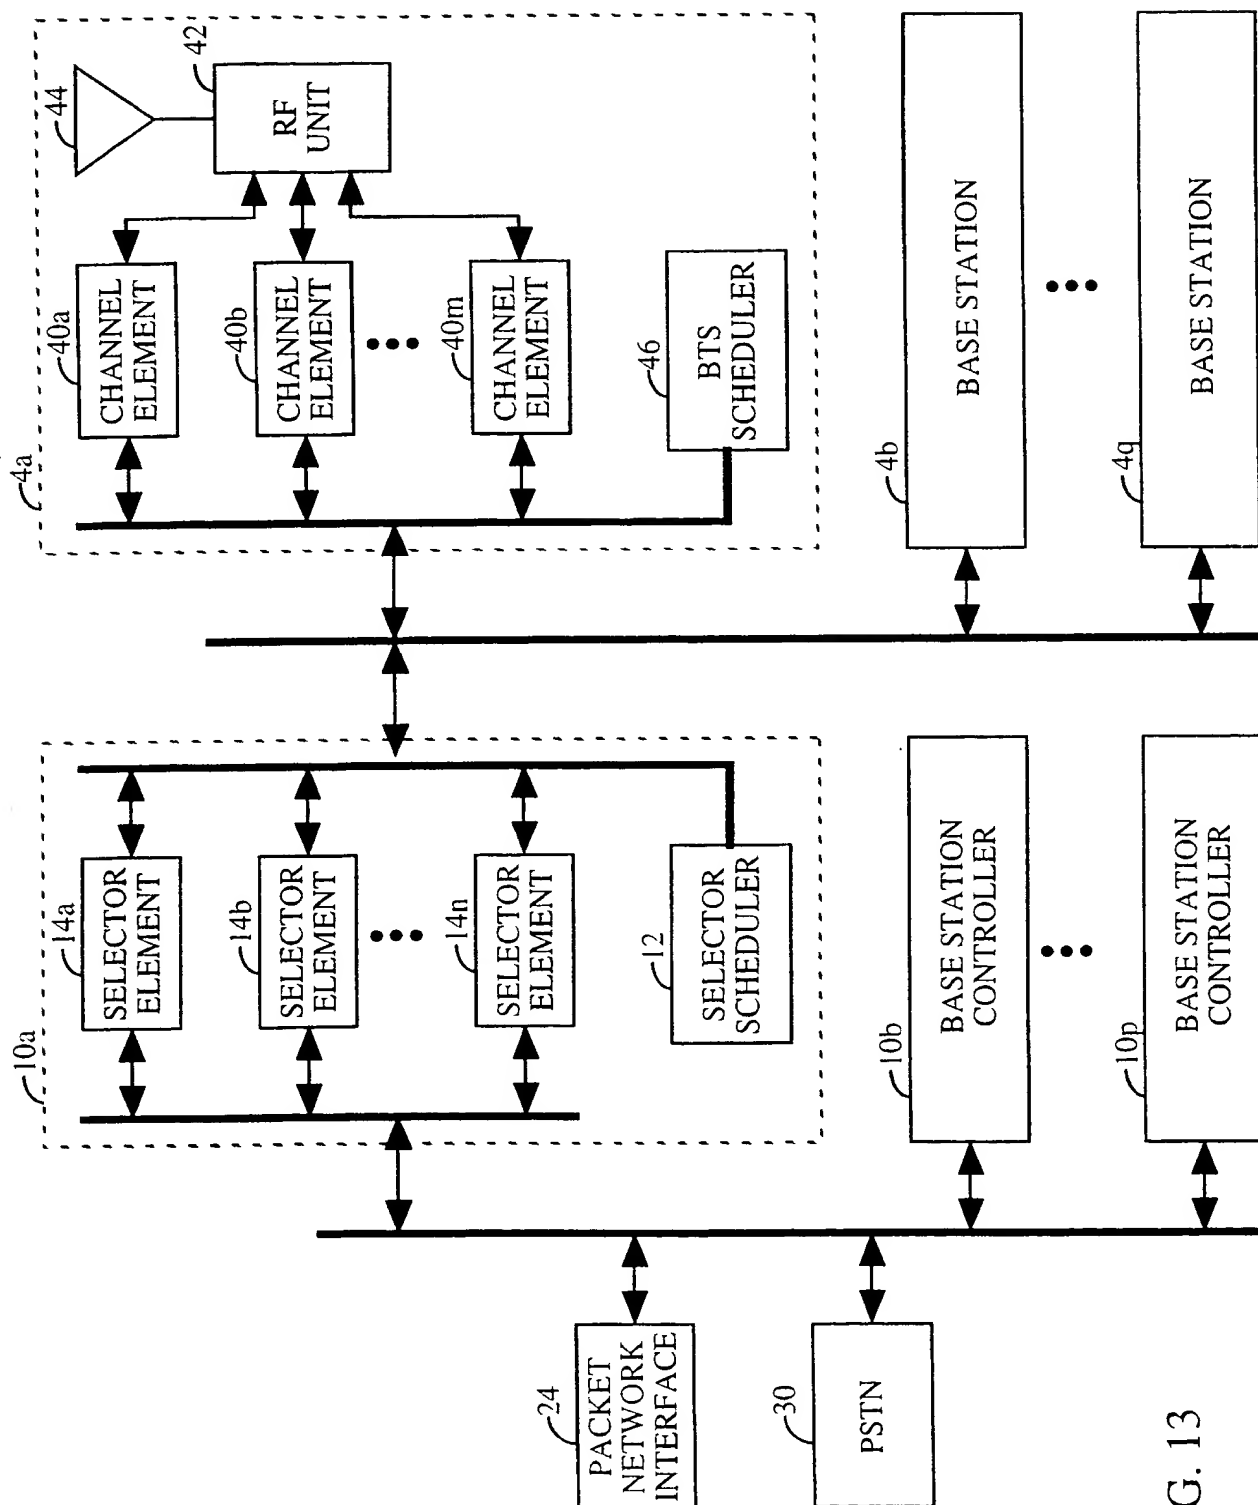 4a
44
42
RF
UNIT
40a
CHANNEL
ELEMENT
40b
CHANNEL
ELEMENT
40m
CHANNEL
ELEMENT
46
BTS
SCHEDULER
4b
BASE STATION
4q
BASE STATION
10a
14a
SELECTOR
ELEMENT
14b
SELECTOR
ELEMENT
14n
SELECTOR
ELEMENT
12
SELECTOR
SCHEDULER
10b
BASE STATION
CONTROLLER
10p
BASE STATION
CONTROLLER
24
PACKET
NETWORK
INTERFACE
30
PSTN
G. 13